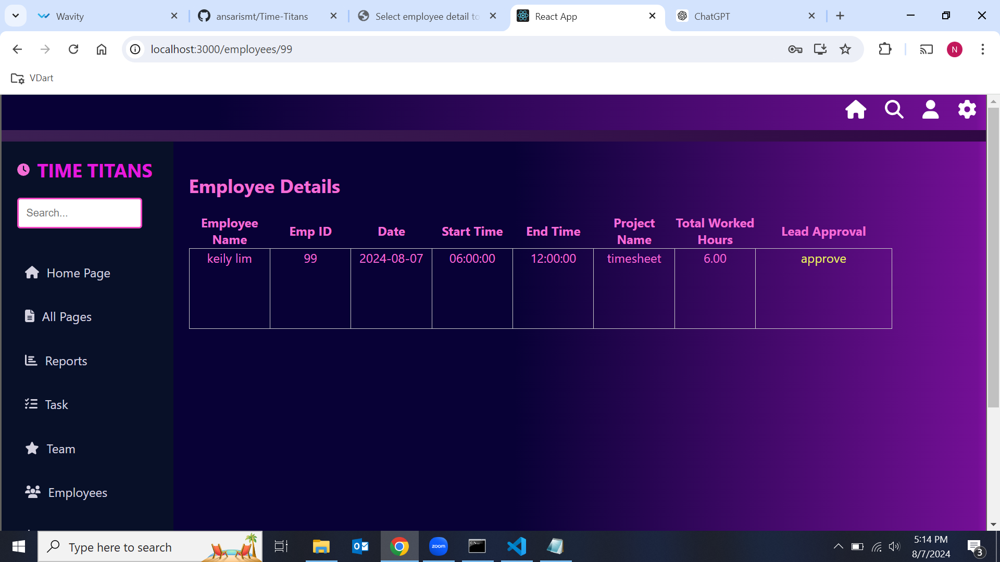 Wavity
ansarismt/Time-Titans
Select employee detail to
React App
ChatGPT
localhost:3000/employees/99
N
VDart
TIME TITANS
Search...
Home Page
All Pages
Reports
Task
Team
Employees
Employee Details
Employee Name
Emp ID
Date
Start Time
End Time
Project Name
Total Worked Hours
Lead Approval
keily lim
99
2024-08-07
06:00:00
12:00:00
timesheet
6.00
approve
Type here to search
zoom
5:14 PM
8/7/2024
3